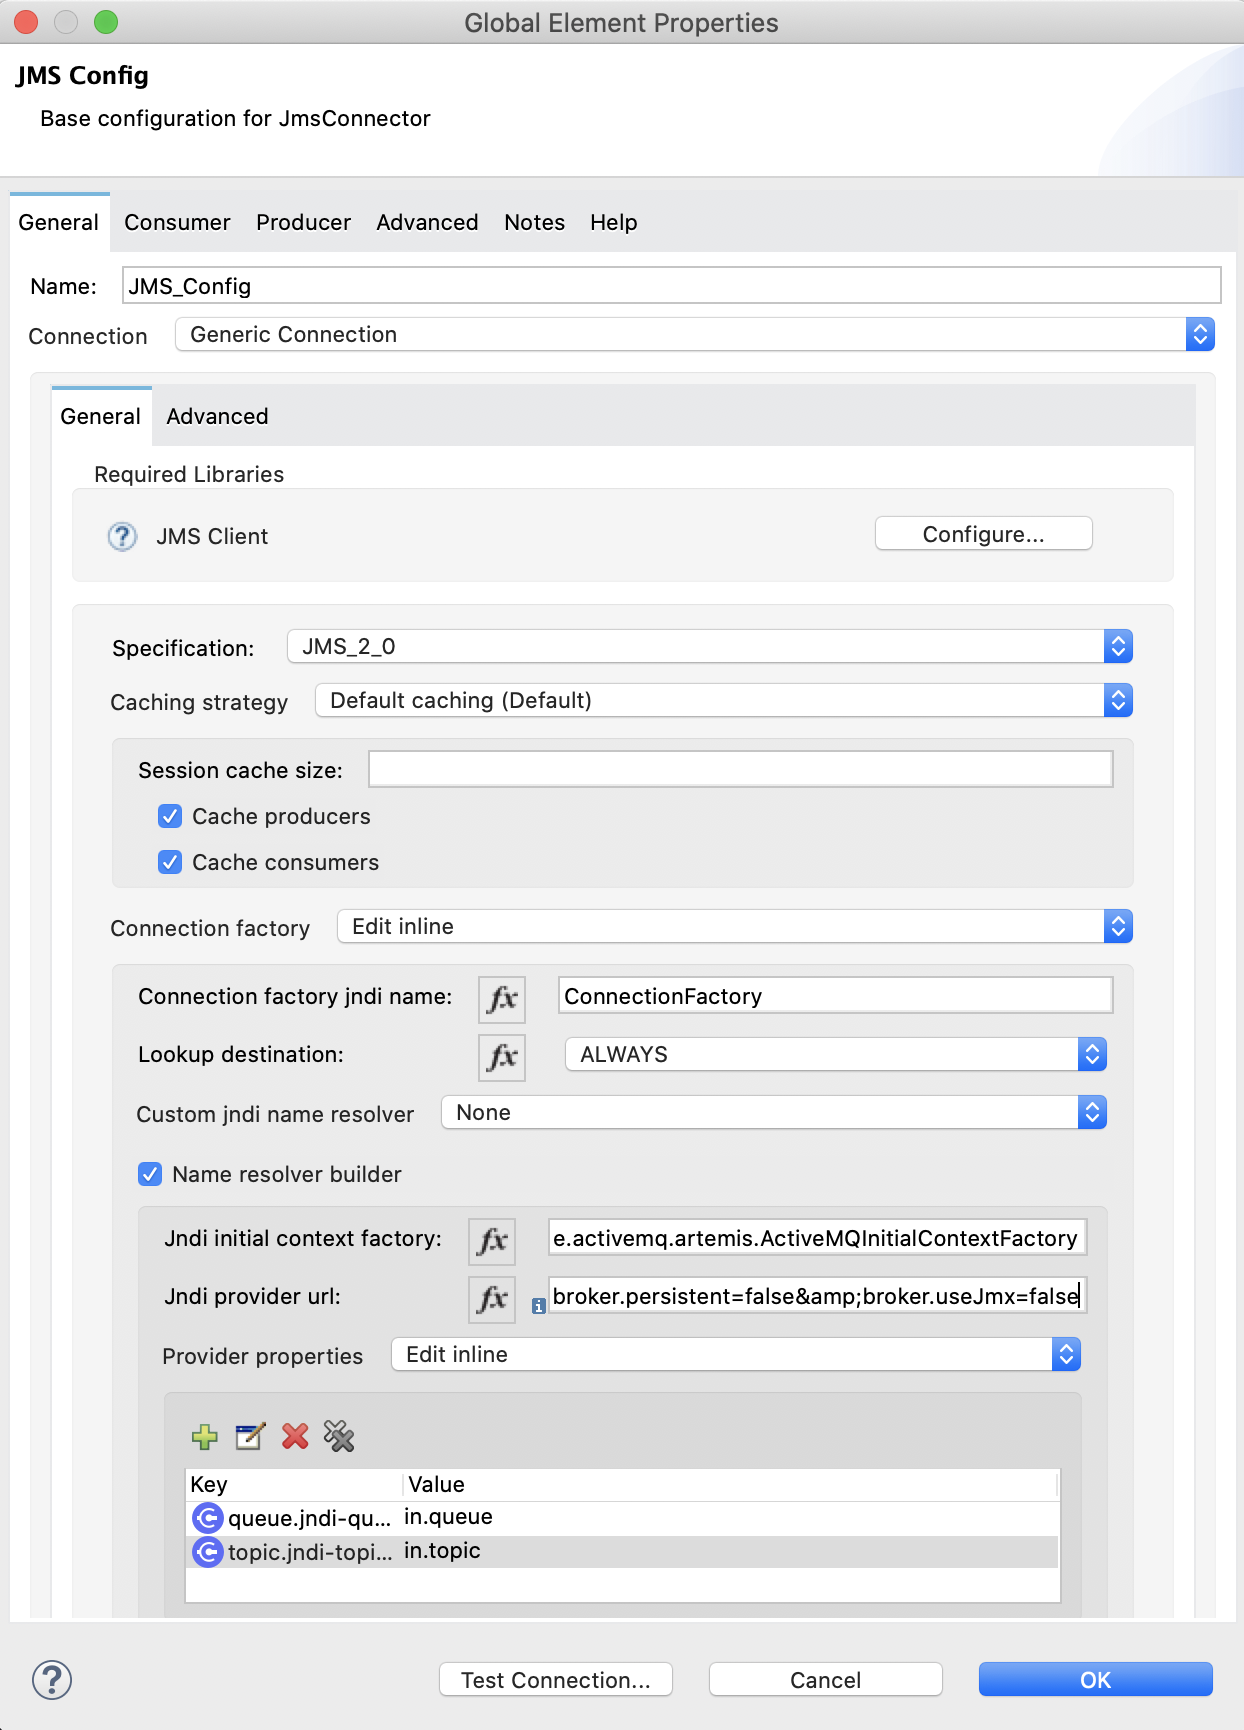 Global Element Properties
JMS Config
Base configuration for JmsConnector
General Consumer Producer Advanced Notes Help
Name: JMS_Config
Connection Generic Connection
General Advanced
Required Libraries
? JMS Client Configure...
Specification: JMS_2_0
Caching strategy Default caching (Default)
Session cache size:
Cache producers
Cache consumers
Connection factory Edit inline
Connection factory jndi name: fx ConnectionFactory
Lookup destination: fx ALWAYS
Custom jndi name resolver None
Name resolver builder
Jndi initial context factory: fx e.activemq.artemis.ActiveMQInitialContextFactory
Jndi provider url: fx i broker.persistent=false&amp;broker.useJmx=false
Provider properties Edit inline
Key Value
queue.jndi-qu... in.queue
topic.jndi-topi... in.topic
? Test Connection... Cancel OK